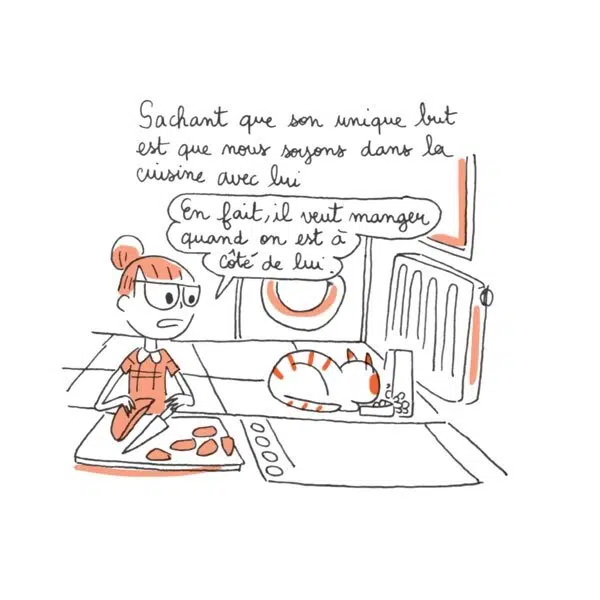 Sachant que son unique but
est que nous soyons dans la
cuisine avec lui
En fait, il veut manger
quand on est à
côté de lui.